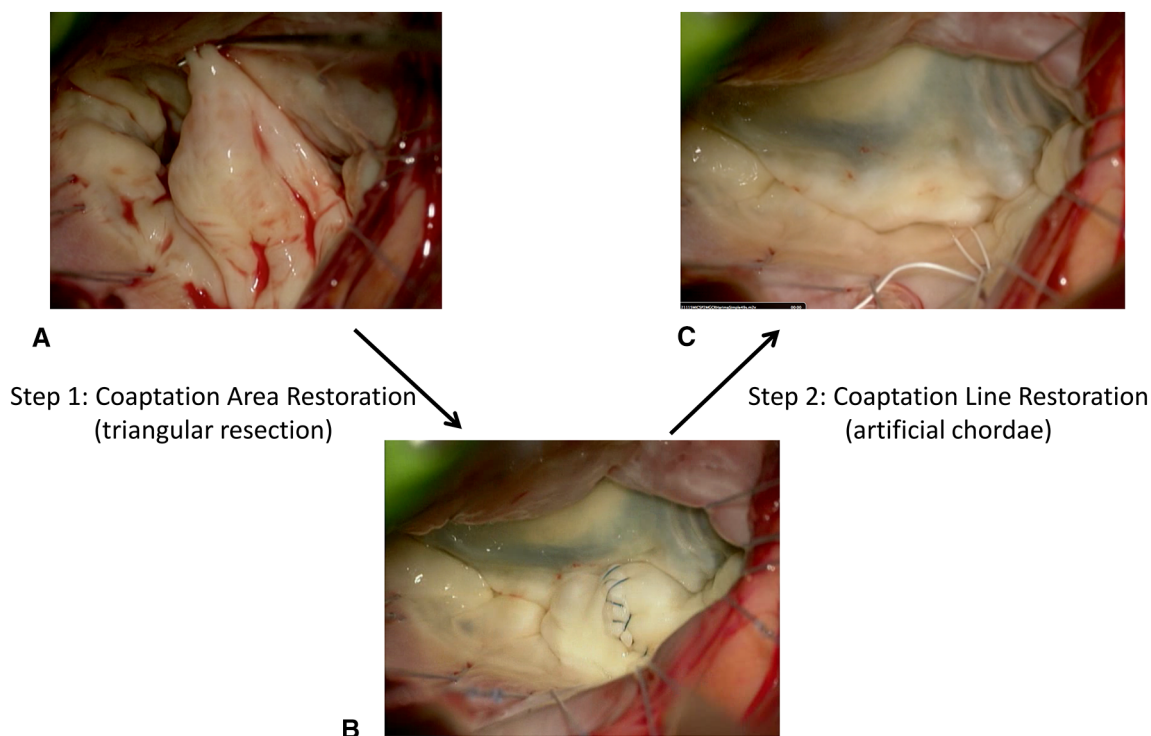 A
C
Step 1: Coaptation Area Restoration
(triangular resection)
Step 2: Coaptation Line Restoration
(artificial chordae)
B